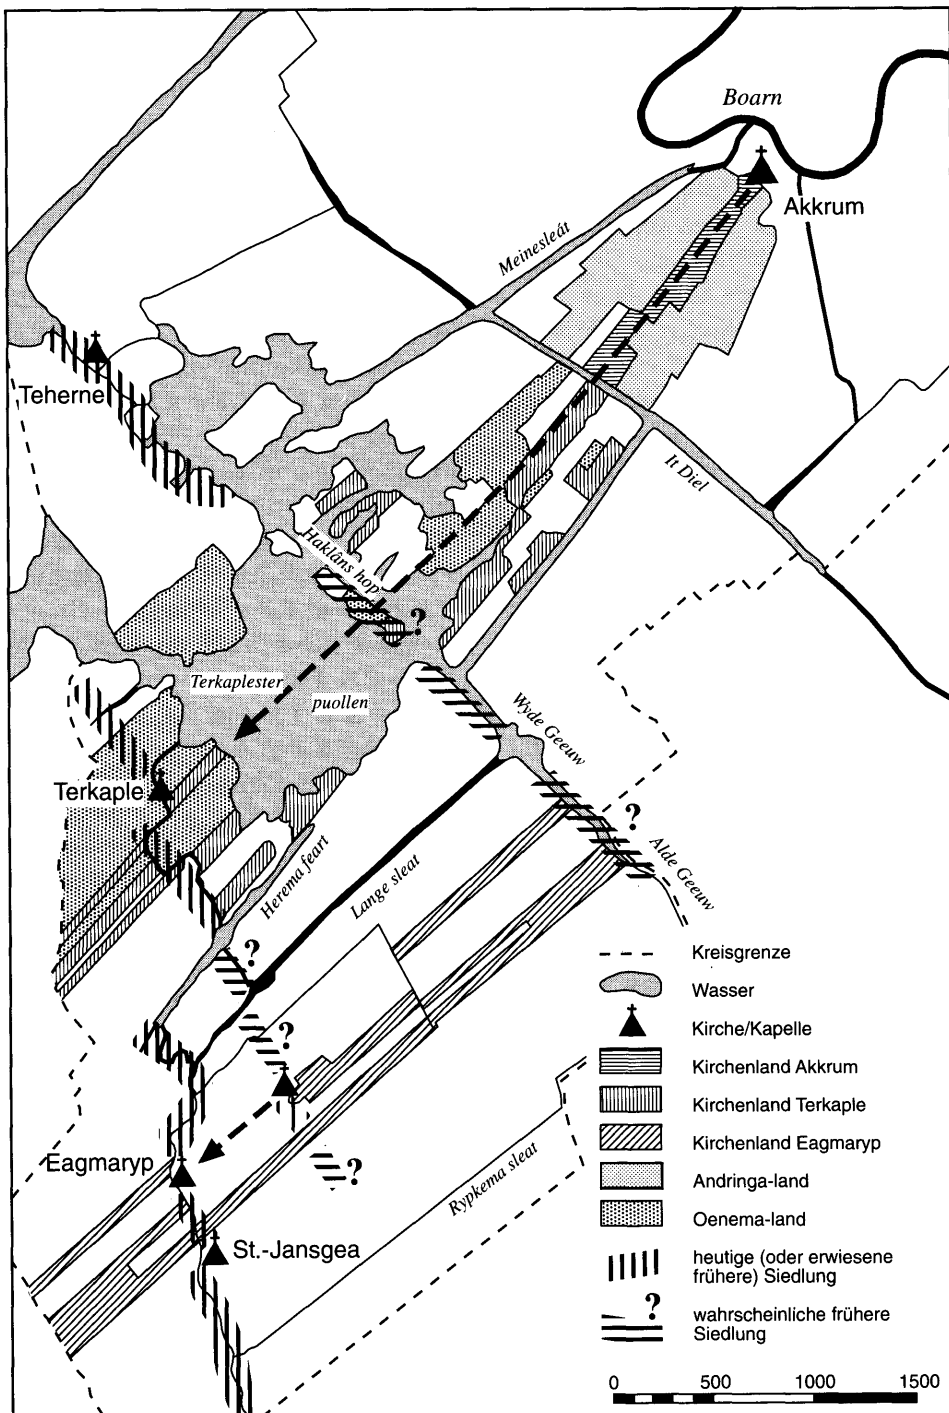 Boarn
Akkrum
Meinesleát
Teherne
It Diel
Haklâns hop
?
Terkaplester
puollen
Wyde Geeuw
Terkaple
?
Alde Geeuw
Herema feart
Lange sleat
?
?
Eagmaryp
?
Rypkema sleat
St.-Jansgea
Kreisgrenze
Wasser
Kirche/Kapelle
Kirchenland Akkrum
Kirchenland Terkaple
Kirchenland Eagmaryp
Andringa-land
Oenema-land
heutige (oder erwiesene
frühere) Siedlung
?
wahrscheinliche frühere
Siedlung
0 500 1000 1500